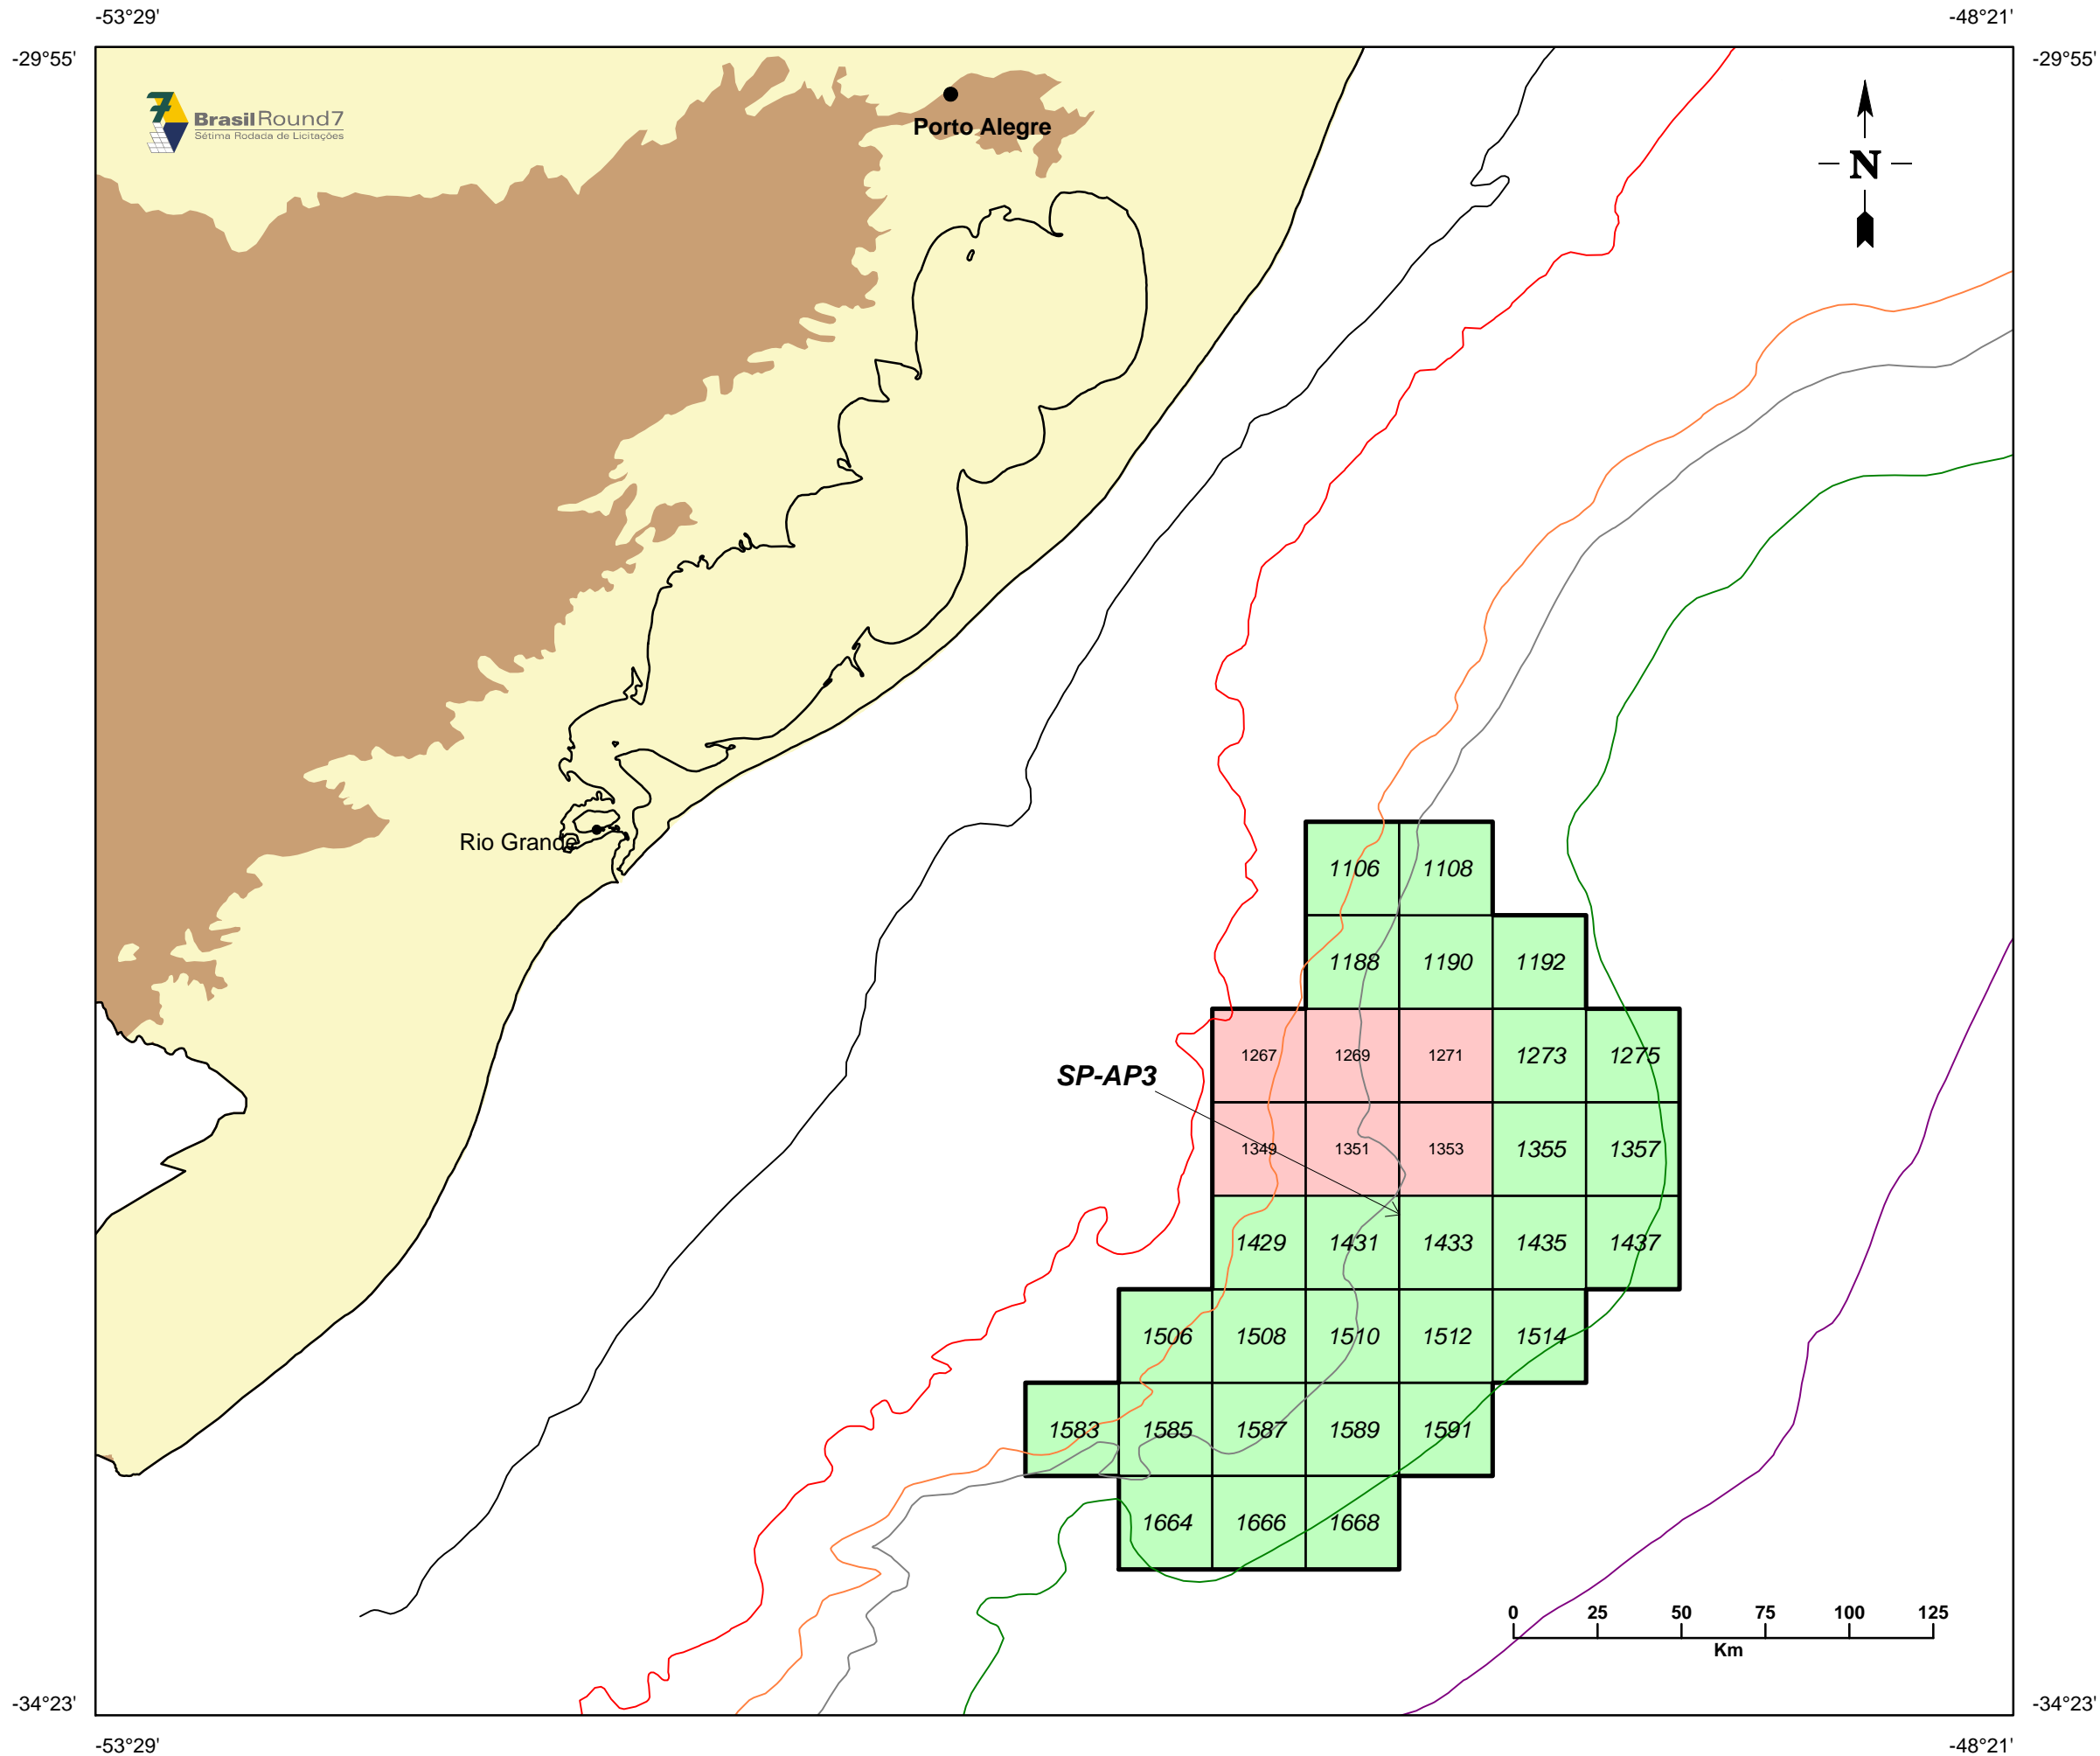 -53°29'
-48°21'
-29°55'
-29°55'
7
BrasilRound7
Sétima Rodada de Licitações
Porto Alegre
N
Rio Grande
1106 1108
1188 1190 1192
1267 1269 1271 1273 1275
SP-AP3
1349 1351 1353 1355 1357
1429 1431 1433 1435 1437
1506 1508 1510 1512 1514
1583 1585 1587 1589 1591
1664 1666 1668
0 25 50 75 100 125
Km
-34°23'
-34°23'
-53°29'
-48°21'